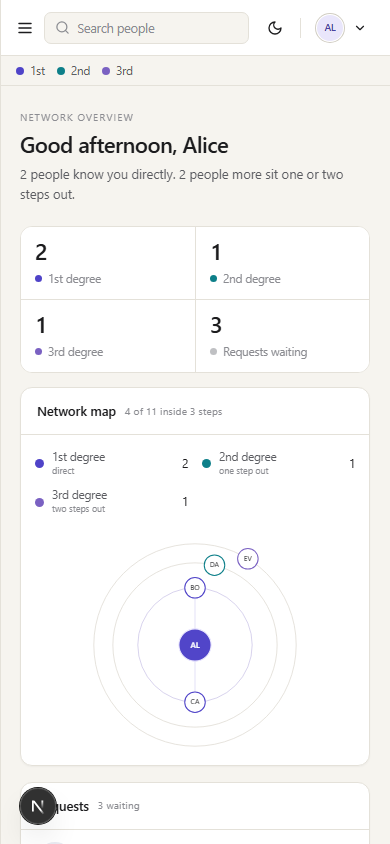 Search people
AL
1st 2nd 3rd
NETWORK OVERVIEW
Good afternoon, Alice
2 people know you directly. 2 people more sit one or two
steps out.
2
1st degree
1
2nd degree
1
3rd degree
3
Requests waiting
Network map 4 of 11 inside 3 steps
1st degree
direct
2
2nd degree
one step out
1
3rd degree
two steps out
1
EV
DA
BO
AL
CA
N
quests 3 waiting